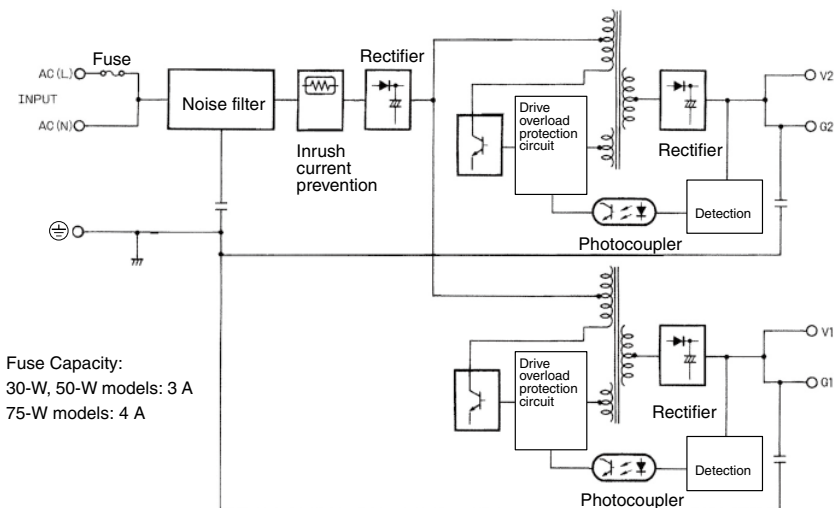 Fuse
AC(L)
INPUT
AC(N)
Noise filter
Inrush
current
prevention
Rectifier
Drive
overload
protection
circuit
Rectifier
V2
G2
Photocoupler
Detection
Fuse Capacity:
30-W, 50-W models: 3 A
75-W models: 4 A
Drive
overload
protection
circuit
Rectifier
V1
G1
Photocoupler
Detection